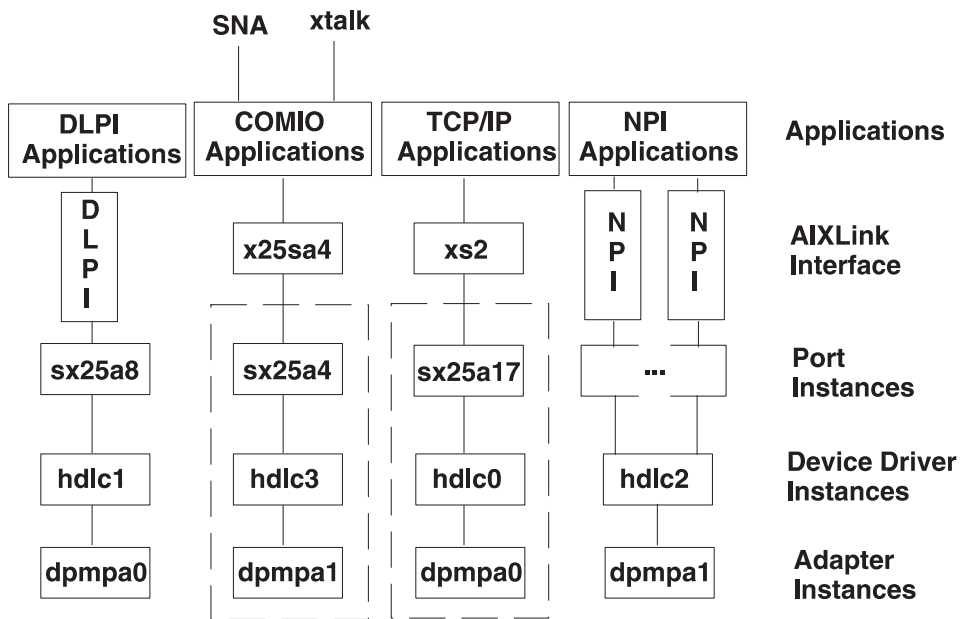 SNA xtalk
DLPI
Applications
COMIO
Applications
TCP/IP
Applications
NPI
Applications
Applications
D
L
P
I
x25sa4
xs2
N
P
I
N
P
I
AIXLink
Interface
sx25a8
sx25a4
sx25a17
...
Port
Instances
hdlc1
hdlc3
hdlc0
hdlc2
Device Driver
Instances
dpmpa0
dpmpa1
dpmpa0
dpmpa1
Adapter
Instances